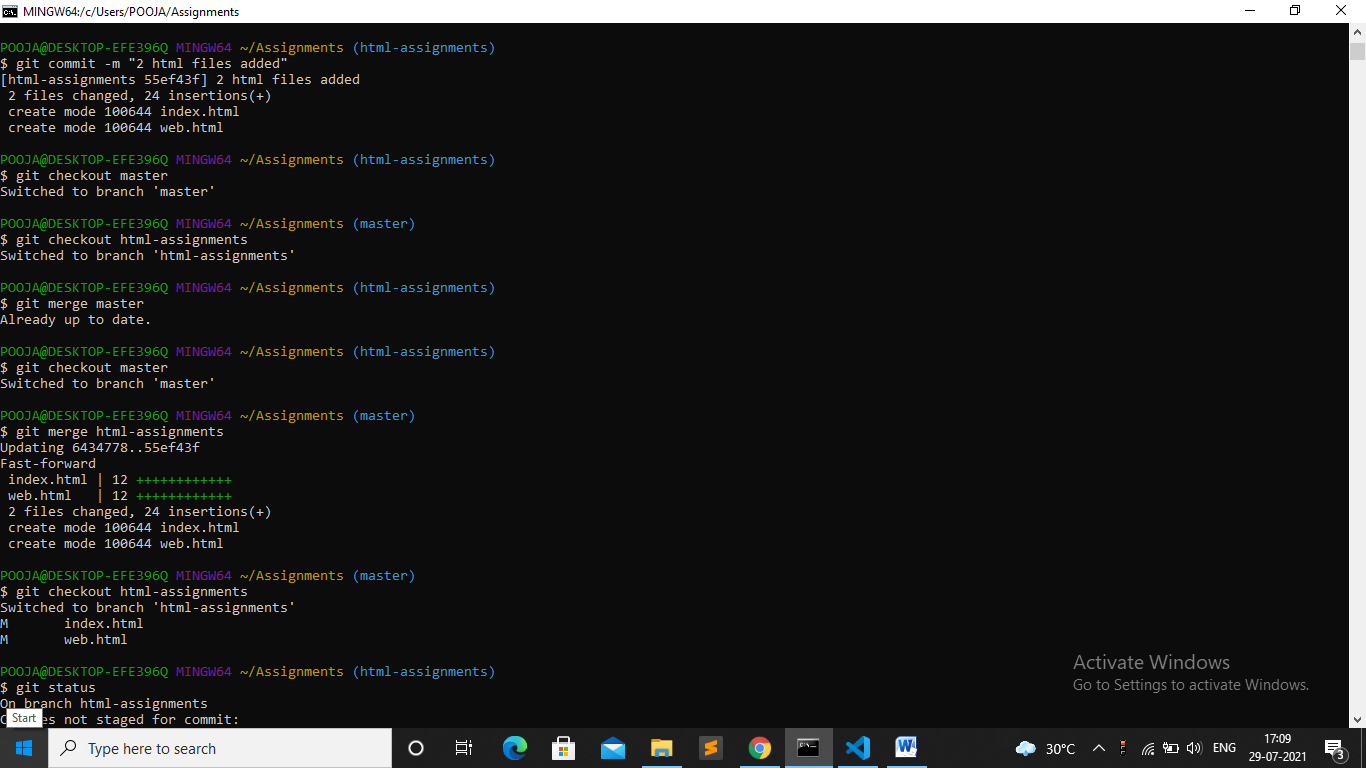 MINGW64:/c/Users/POOJA/Assignments
POOJA@DESKTOP-EFE396Q MINGW64 ~/Assignments (html-assignments)
$ git commit -m "2 html files added"
[html-assignments 55ef43f] 2 html files added
 2 files changed, 24 insertions(+)
 create mode 100644 index.html
 create mode 100644 web.html
POOJA@DESKTOP-EFE396Q MINGW64 ~/Assignments (html-assignments)
$ git checkout master
Switched to branch 'master'
POOJA@DESKTOP-EFE396Q MINGW64 ~/Assignments (master)
$ git checkout html-assignments
Switched to branch 'html-assignments'
POOJA@DESKTOP-EFE396Q MINGW64 ~/Assignments (html-assignments)
$ git merge master
Already up to date.
POOJA@DESKTOP-EFE396Q MINGW64 ~/Assignments (html-assignments)
$ git checkout master
Switched to branch 'master'
POOJA@DESKTOP-EFE396Q MINGW64 ~/Assignments (master)
$ git merge html-assignments
Updating 6434778..55ef43f
Fast-forward
 index.html | 12 ++++++++++++
 web.html   | 12 ++++++++++++
 2 files changed, 24 insertions(+)
 create mode 100644 index.html
 create mode 100644 web.html
POOJA@DESKTOP-EFE396Q MINGW64 ~/Assignments (master)
$ git checkout html-assignments
Switched to branch 'html-assignments'
M       index.html
M       web.html
POOJA@DESKTOP-EFE396Q MINGW64 ~/Assignments (html-assignments)
$ git status
On branch html-assignments
es not staged for commit:
Start
Activate Windows
Go to Settings to activate Windows.
Type here to search
30°C
ENG
17:09
29-07-2021
3